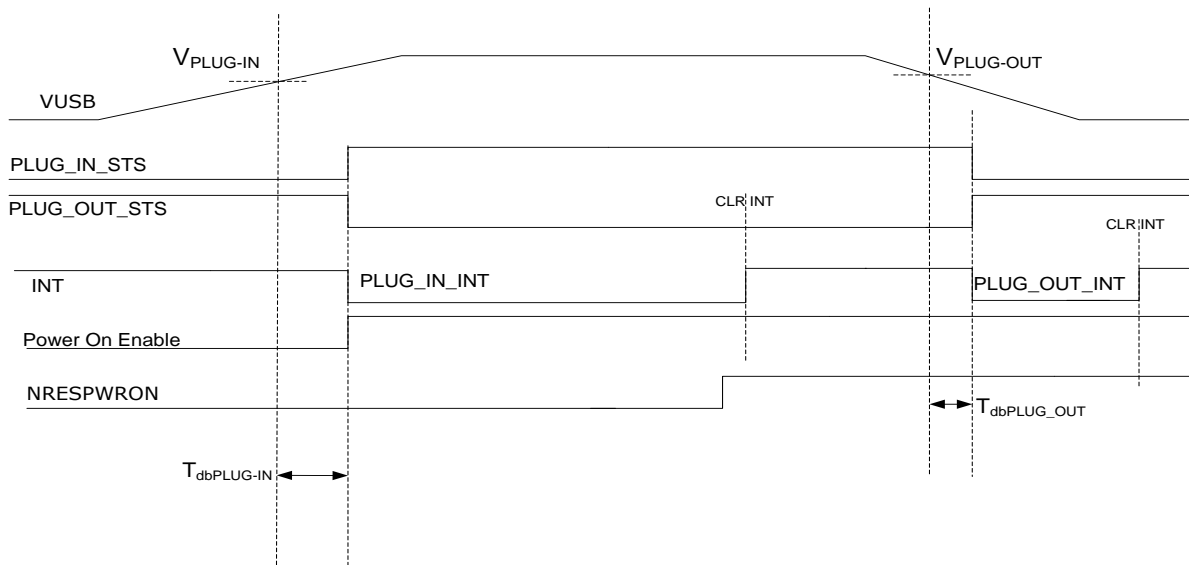 VPLUG-IN
VPLUG-OUT
VUSB
PLUG_IN_STS
PLUG_OUT_STS
CLR INT
CLR INT
INT
PLUG_IN_INT
PLUG_OUT_INT
Power On Enable
NRESPWRON
TdbPLUG_OUT
TdbPLUG-IN